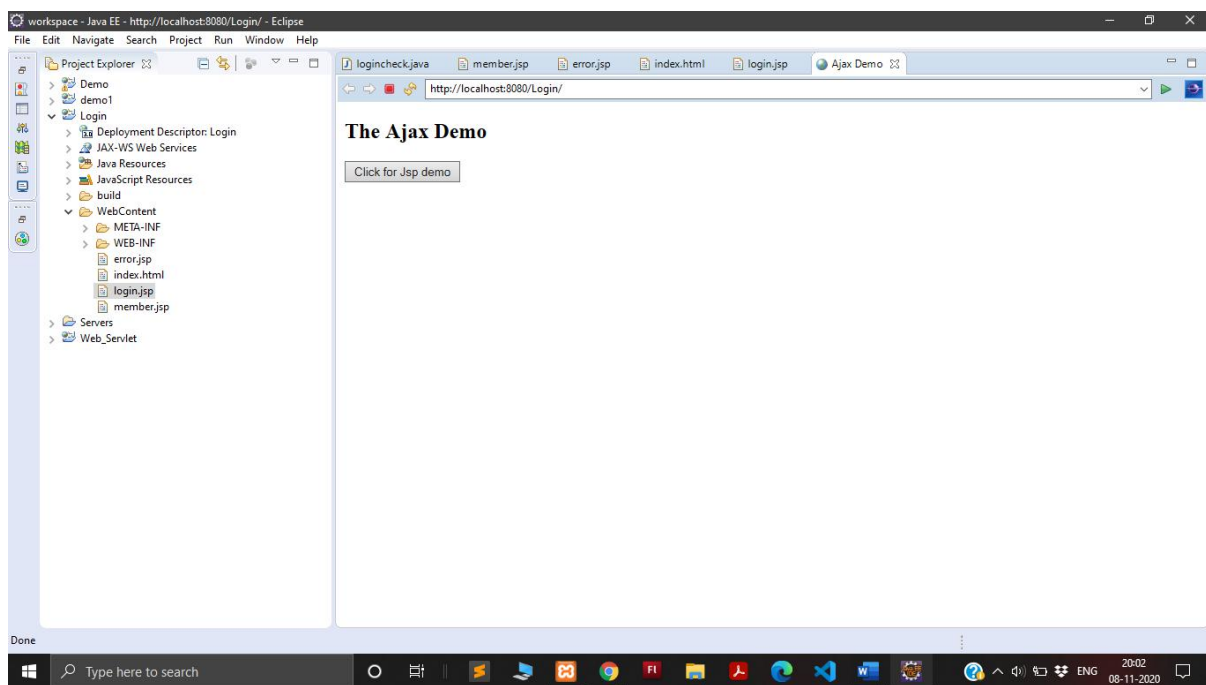 workspace - Java EE - http://localhost:8080/Login/ - Eclipse
File Edit Navigate Search Project Run Window Help
Project Explorer
Demo
demo1
Login
Deployment Descriptor: Login
JAX-WS Web Services
Java Resources
JavaScript Resources
build
WebContent
META-INF
WEB-INF
error.jsp
index.html
login.jsp
member.jsp
Servers
Web_Servlet
logincheck.java member.jsp error.jsp index.html login.jsp Ajax Demo
http://localhost:8080/Login/
The Ajax Demo
Click for Jsp demo
Done
Type here to search
Fl
W
ENG
20:02
08-11-2020